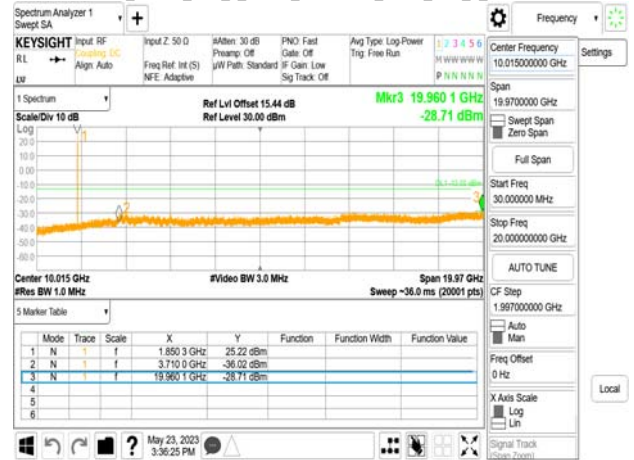 Spectrum Analyzer 1
Swept SA
+
Frequency
KEYSIGHT
RL
Input: RF
Coupling: DC
Align: Auto
Input Z: 50 Ω
Freq Ref: Int (S)
NFE: Adaptive
#Atten: 30 dB
Preamp: Off
µW Path: Standard
PNO: Fast
Gate: Off
IF Gain: Low
Sig Track: Off
Avg Type: Log-Power
Trig: Free Run
1 2 3 4 5 6
M W W W W W
P N N N N N
Settings
1 Spectrum
Scale/Div 10 dB
Ref Lvl Offset 15.44 dB
Ref Level 30.00 dBm
Mkr3 19.960 1 GHz
-28.71 dBm
Log
20.0
10.0
0.00
-10.0
-20.0
-30.0
-40.0
-50.0
-60.0
1
2
3
Center 10.015 GHz
#Res BW 1.0 MHz
#Video BW 3.0 MHz
Span 19.97 GHz
Sweep ~36.0 ms (20001 pts)
5 Marker Table
Mode Trace Scale X Y Function Function Width Function Value
1 N 1 f 1.850 3 GHz 25.22 dBm
2 N 1 f 3.710 0 GHz -36.02 dBm
3 N 1 f 19.960 1 GHz -28.71 dBm
4
5
6
Center Frequency
10.015000000 GHz
Span
19.9700000 GHz
Swept Span
Zero Span
Full Span
Start Freq
30.000000 MHz
Stop Freq
20.000000000 GHz
AUTO TUNE
CF Step
1.997000000 GHz
Auto
Man
Freq Offset
0 Hz
X Axis Scale
Log
Lin
Signal Track
(Span Zoom)
Local
?
May 23, 2023
3:36:25 PM